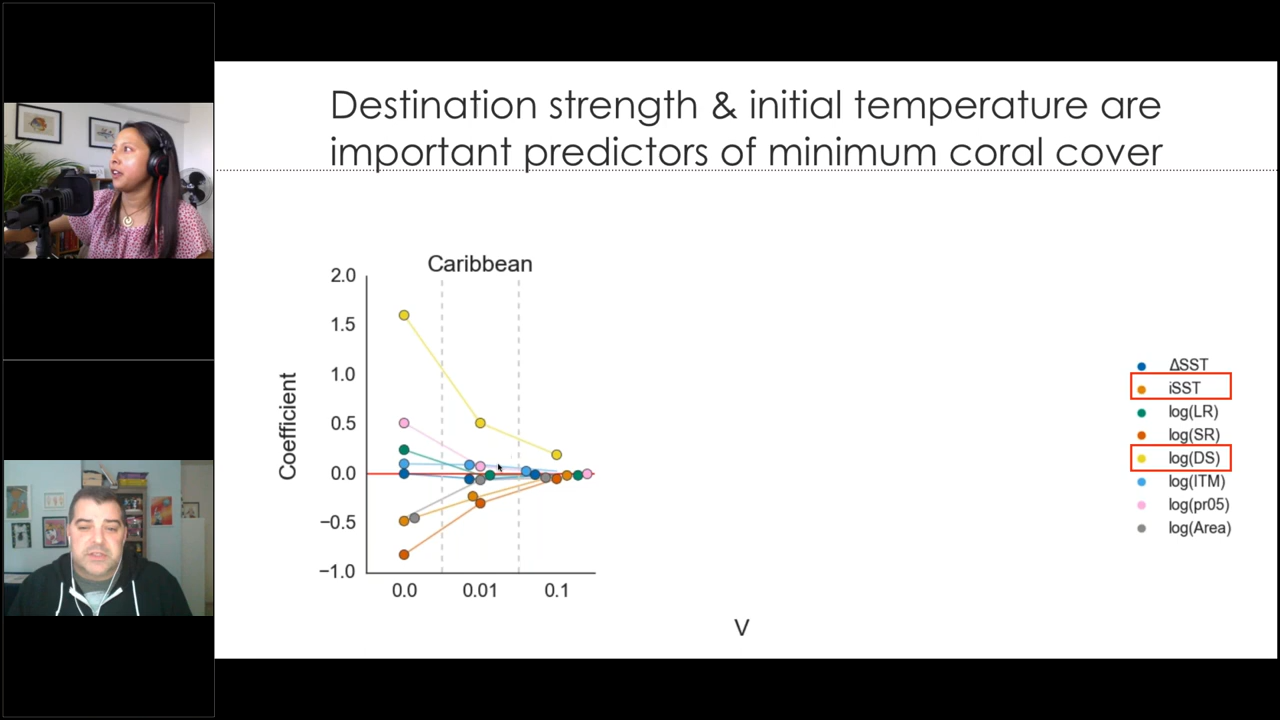 Destination strength & initial temperature are
important predictors of minimum coral cover
Caribbean
2.0
1.5
1.0
0.5
0.0
−0.5
−1.0
Coefficient
0.0 0.01 0.1
V
ΔSST
iSST
log(LR)
log(SR)
log(DS)
log(ITM)
log(pr05)
log(Area)